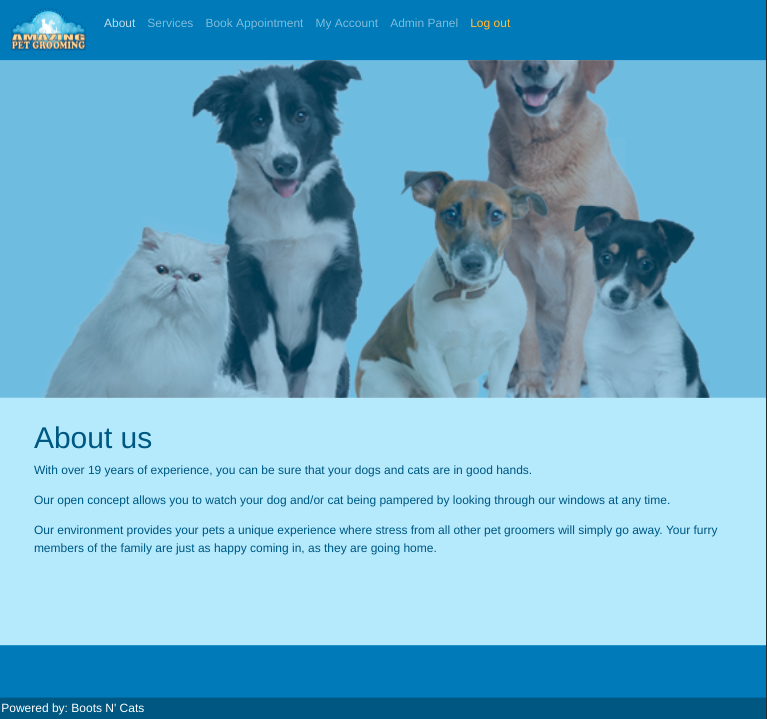 AMAZING
PET GROOMING
About Services Book Appointment My Account Admin Panel Log out
About us
With over 19 years of experience, you can be sure that your dogs and cats are in good hands.
Our open concept allows you to watch your dog and/or cat being pampered by looking through our windows at any time.
Our environment provides your pets a unique experience where stress from all other pet groomers will simply go away. Your furry
members of the family are just as happy coming in, as they are going home.
Powered by: Boots N' Cats